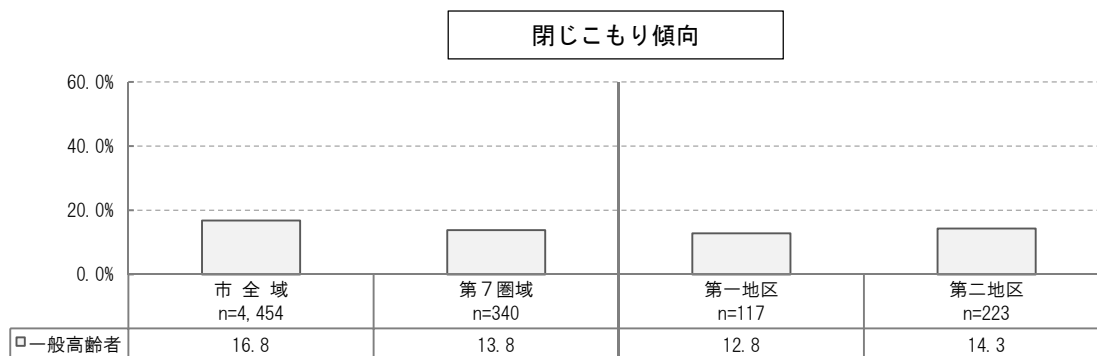 閉じこもり傾向
60.0%
40.0%
20.0%
0.0%
市 全 域 第7圏域 第一地区 第二地区
n=4,454 n=340 n=117 n=223
一般高齢者 16.8 13.8 12.8 14.3